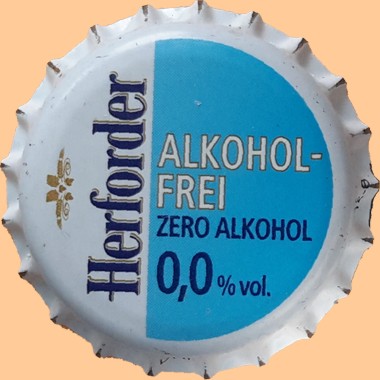 Herforder
ALKOHOL-
FREI
ZERO ALKOHOL
0,0 % vol.